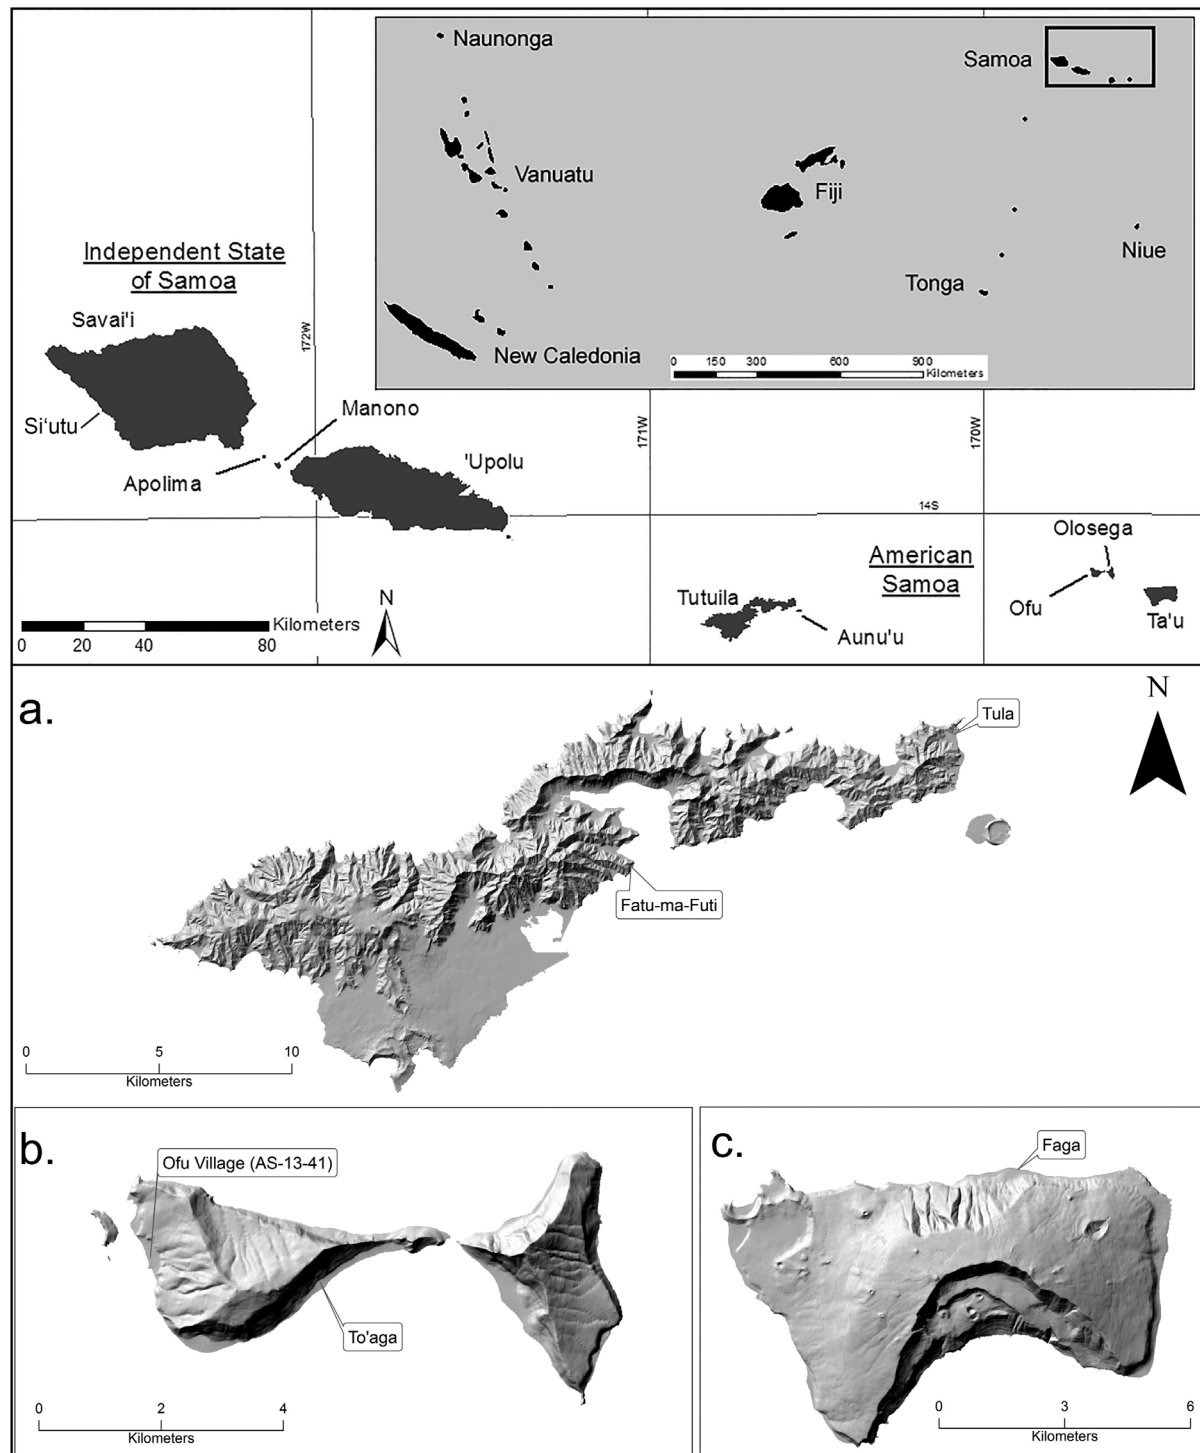 Naunonga
Samoa
Vanuatu
Fiji
Niue
Tonga
New Caledonia
0 150 300 600 900
Kilometers
Independent State
of Samoa
Savai'i
172W
Si‘utu
Manono
Apolima
'Upolu
171W
170W
14S
American
Samoa
Olosega
Ofu
Ta'u
Tutuila
Aunu'u
N
Kilometers
0 20 40 80
a.
N
Tula
Fatu-ma-Futi
0 5 10
Kilometers
b.
Ofu Village (AS-13-41)
To'aga
0 2 4
Kilometers
c.
Faga
0 3 6
Kilometers